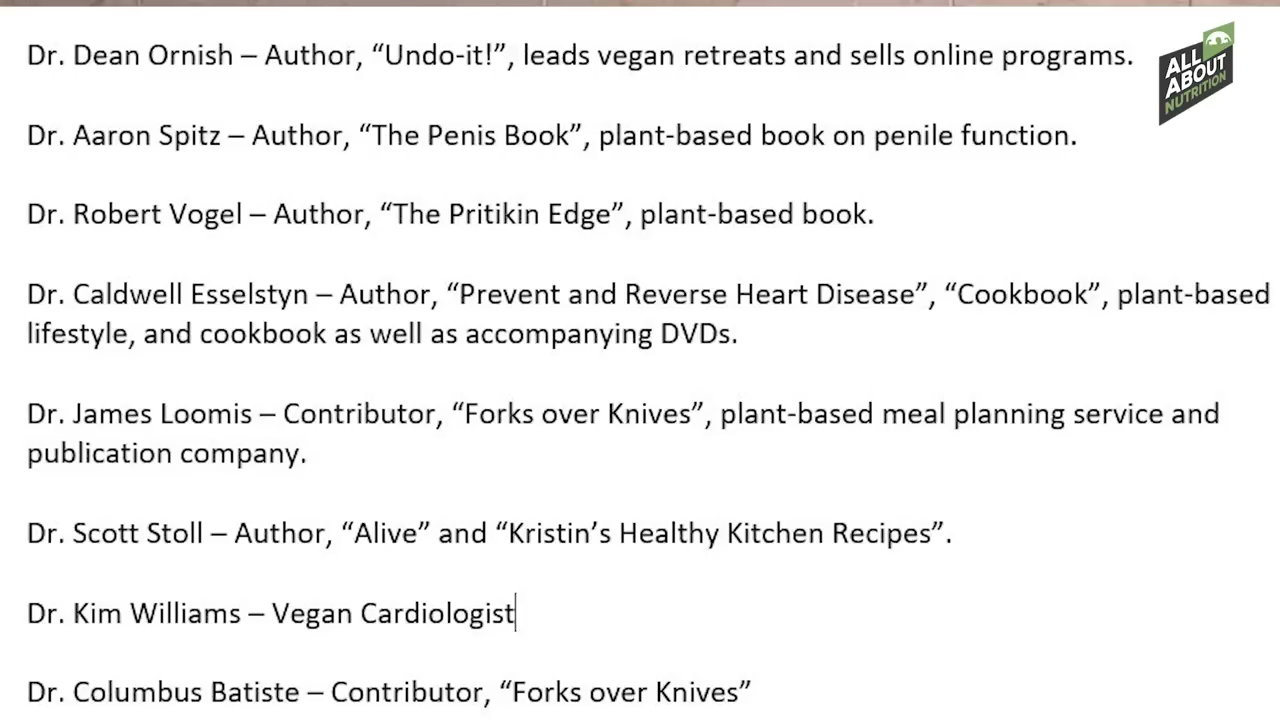 Dr. Dean Ornish – Author, “Undo-it!”, leads vegan retreats and sells online programs.
ALL
ABOUT
NUTRITION
Dr. Aaron Spitz – Author, “The Penis Book”, plant-based book on penile function.
Dr. Robert Vogel – Author, “The Pritikin Edge”, plant-based book.
Dr. Caldwell Esselstyn – Author, “Prevent and Reverse Heart Disease”, “Cookbook”, plant-based
lifestyle, and cookbook as well as accompanying DVDs.
Dr. James Loomis – Contributor, “Forks over Knives”, plant-based meal planning service and
publication company.
Dr. Scott Stoll – Author, “Alive” and “Kristin’s Healthy Kitchen Recipes”.
Dr. Kim Williams – Vegan Cardiologist
Dr. Columbus Batiste – Contributor, “Forks over Knives”